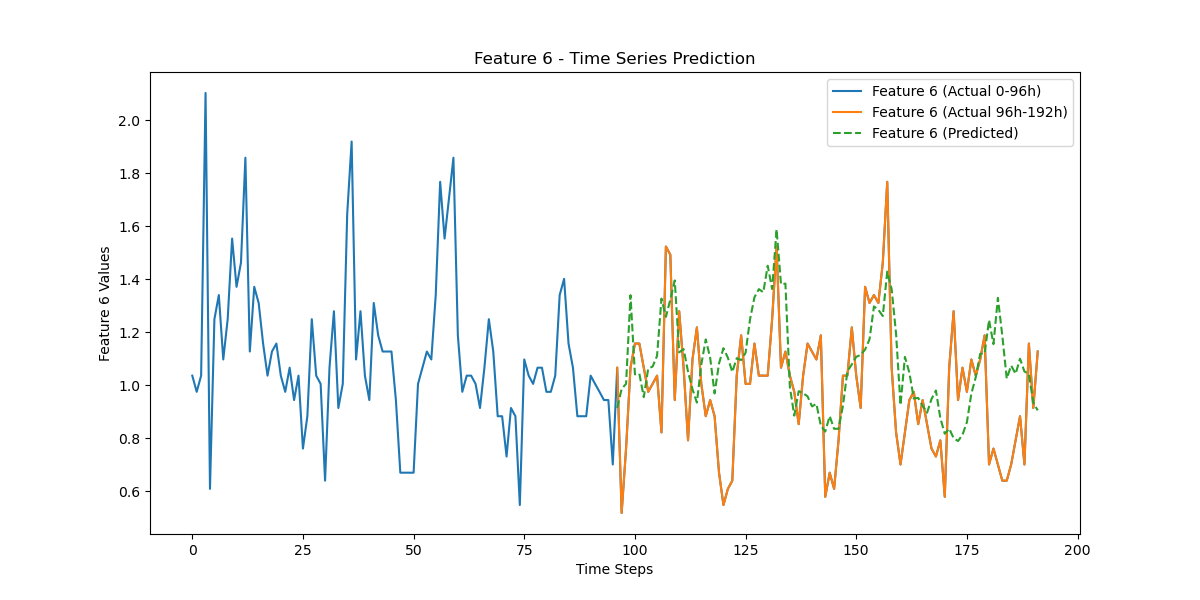 Feature 6 - Time Series Prediction
Feature 6 (Actual 0-96h)
Feature 6 (Actual 96h-192h)
Feature 6 (Predicted)
Feature 6 Values
2.0
1.8
1.6
1.4
1.2
1.0
0.8
0.6
0 25 50 75 100 125 150 175 200
Time Steps